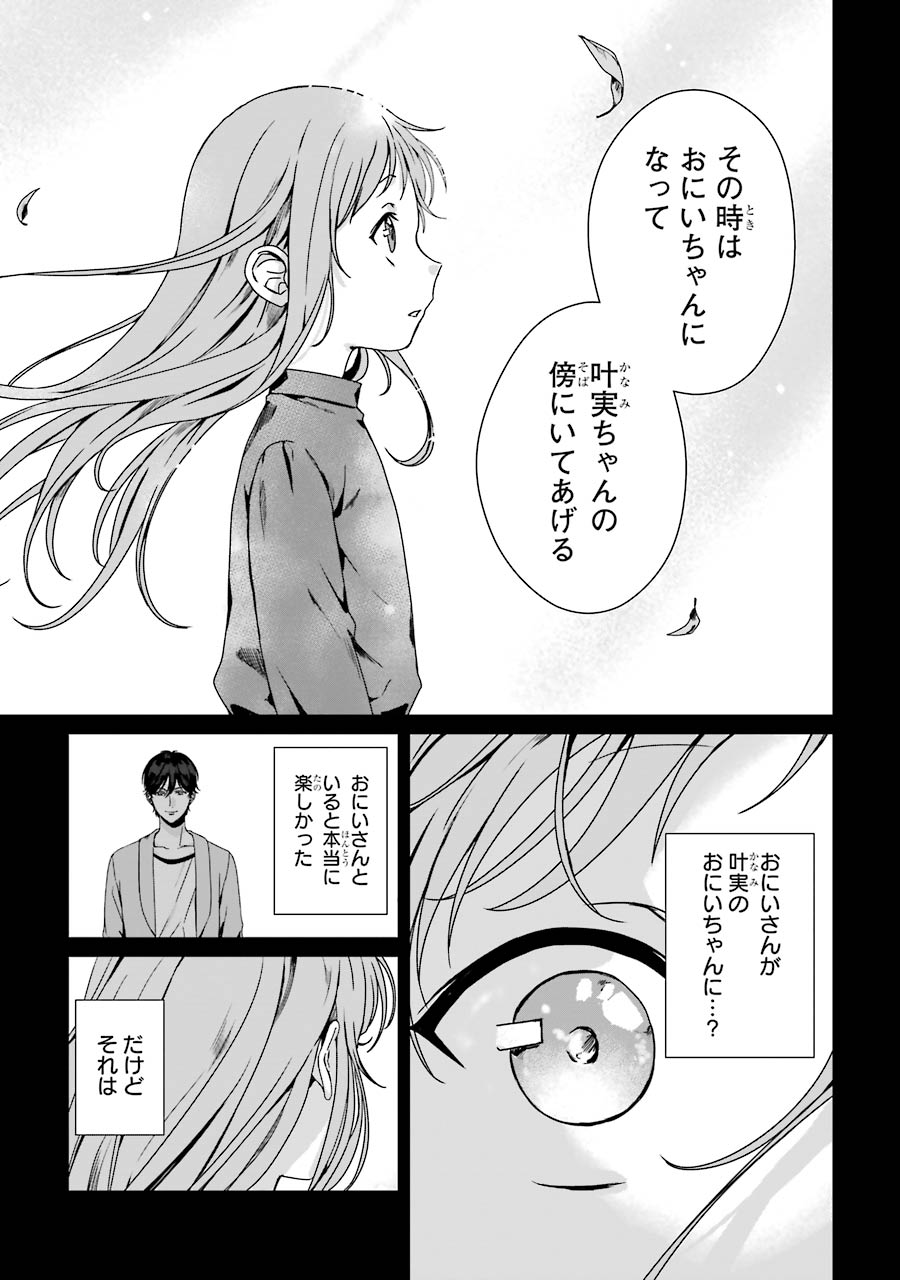 その時は
おにいちゃんに
なって
叶実ちゃんの
傍にいてあげる
おにいさんが
叶実の
おにいちゃんに…?
おにいさんと
いると本当に
楽しかった
だけど
それは